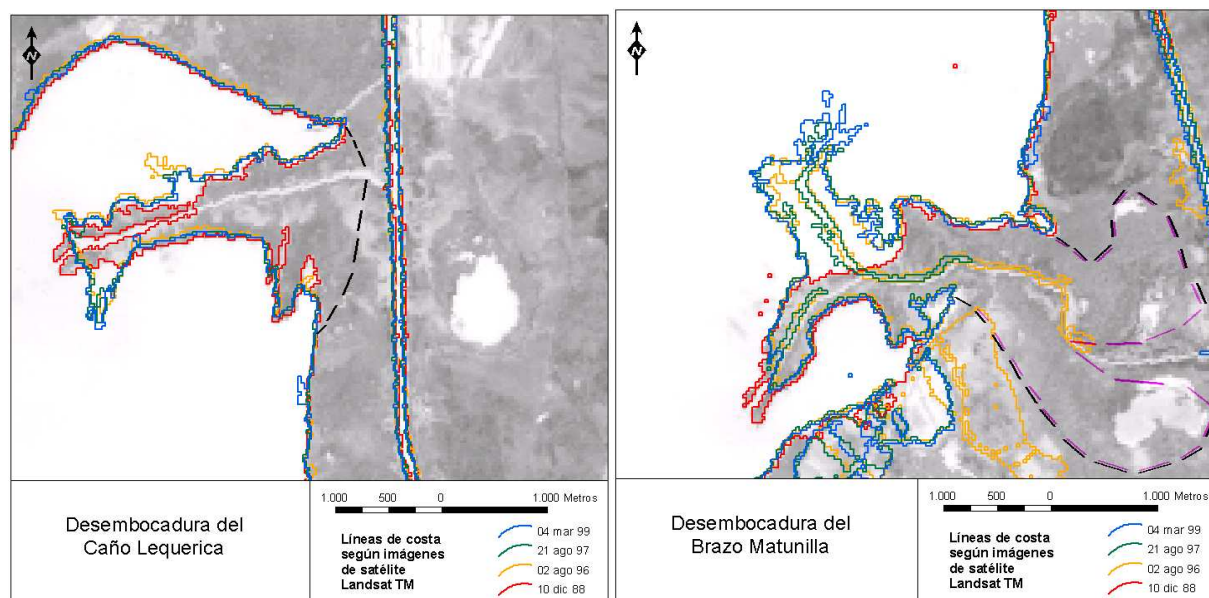 N
Desembocadura del
Caño Lequerica
1.000 500 0 1.000 Metros
Líneas de costa
según imágenes
de satélite
Landsat TM
04 mar 99
21 ago 97
02 ago 96
10 dic 88
N
Desembocadura del
Brazo Matunilla
1.000 500 0 1.000 Metros
Líneas de costa
según imágenes
de satélite
Landsat TM
04 mar 99
21 ago 97
02 ago 96
10 dic 88